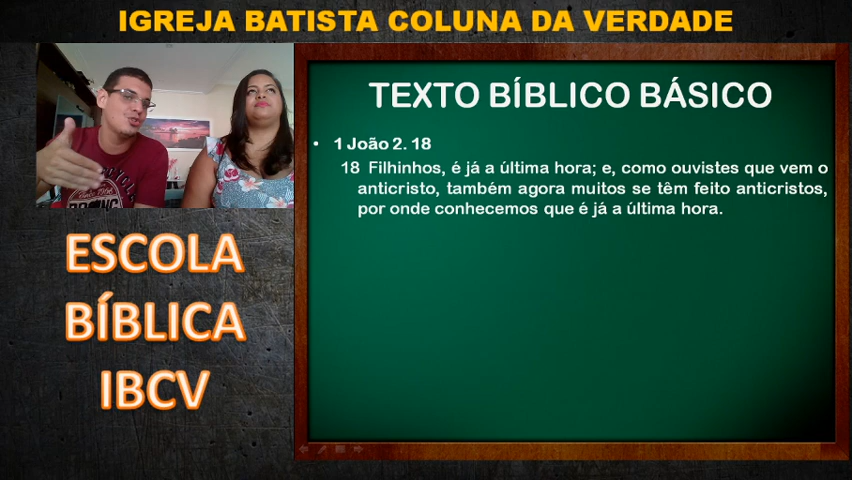 IGREJA BATISTA COLUNA DA VERDADE
TEXTO BÍBLICO BÁSICO
• 1 João 2. 18
18 Filhinhos, é já a última hora; e, como ouvistes que vem o
anticristo, também agora muitos se têm feito anticristos,
por onde conhecemos que é já a última hora.
ESCOLA
BÍBLICA
IBCV